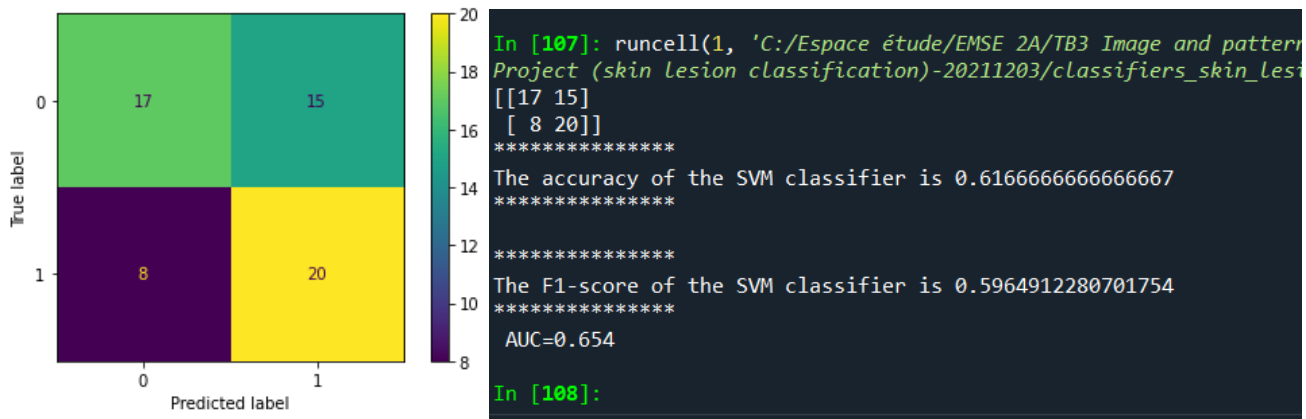 20
18
0
17
15
16
True label
14
12
1
8
20
10
8
0
1
Predicted label
In [107]: runcell(1, 'C:/Espace étude/EMSE 2A/TB3 Image and pattern
Project (skin lesion classification)-20211203/classifiers_skin_lesi
[[17 15]
 [ 8 20]]
***************
The accuracy of the SVM classifier is 0.6166666666666667
***************
***************
The F1-score of the SVM classifier is 0.5964912280701754
***************
 AUC=0.654
In [108]: